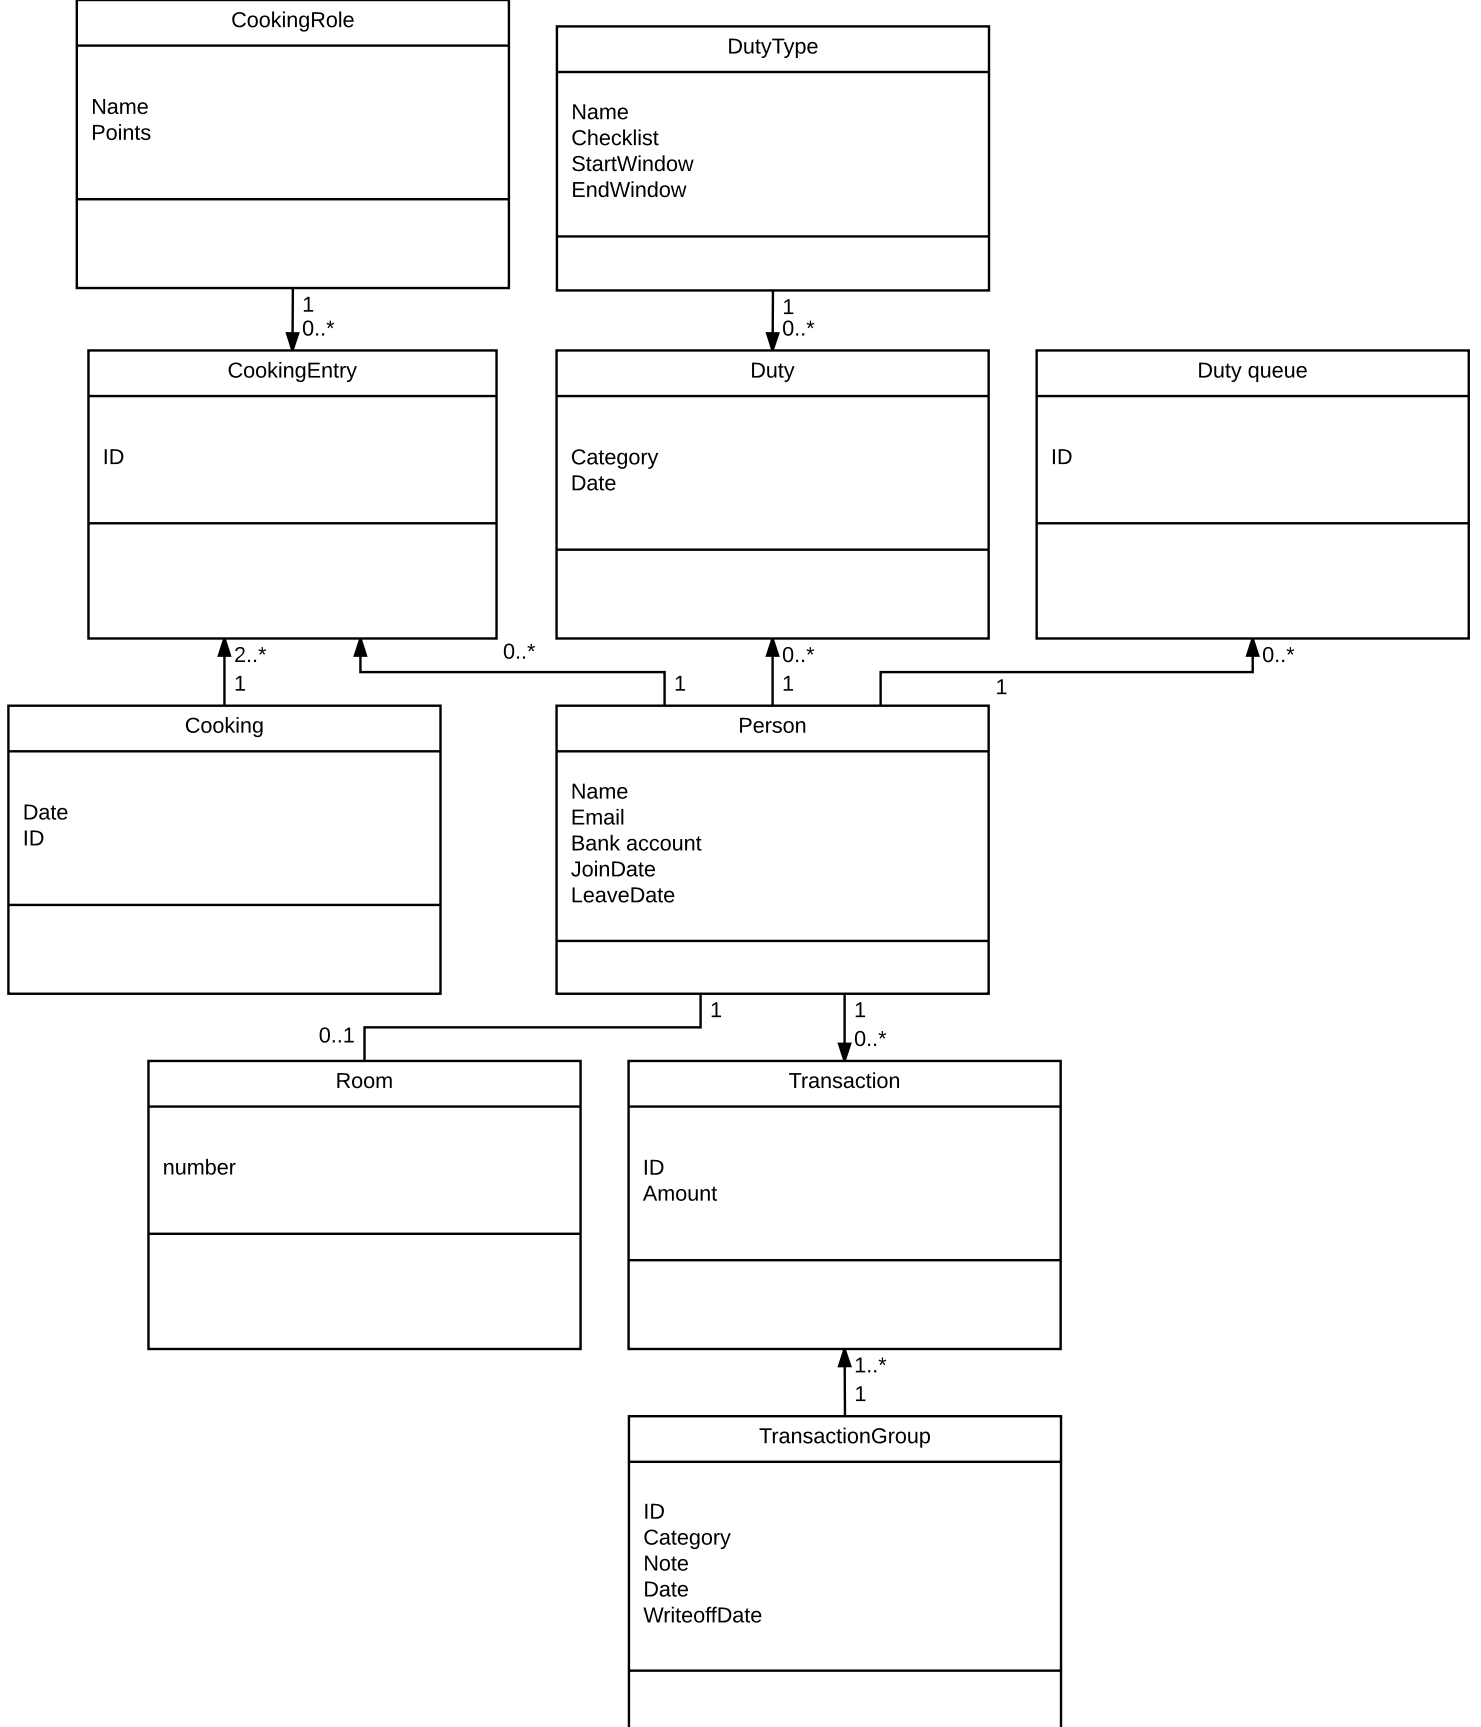 CookingRole
Name
Points
DutyType
Name
Checklist
StartWindow
EndWindow
1
0..*
1
0..*
CookingEntry
ID
Duty
Category
Date
Duty queue
ID
2..*
1
0..*
1
0..*
1
0..*
1
Cooking
Date
ID
Person
Name
Email
Bank account
JoinDate
LeaveDate
1
0..1
1
0..*
Room
number
Transaction
ID
Amount
1..*
1
TransactionGroup
ID
Category
Note
Date
WriteoffDate